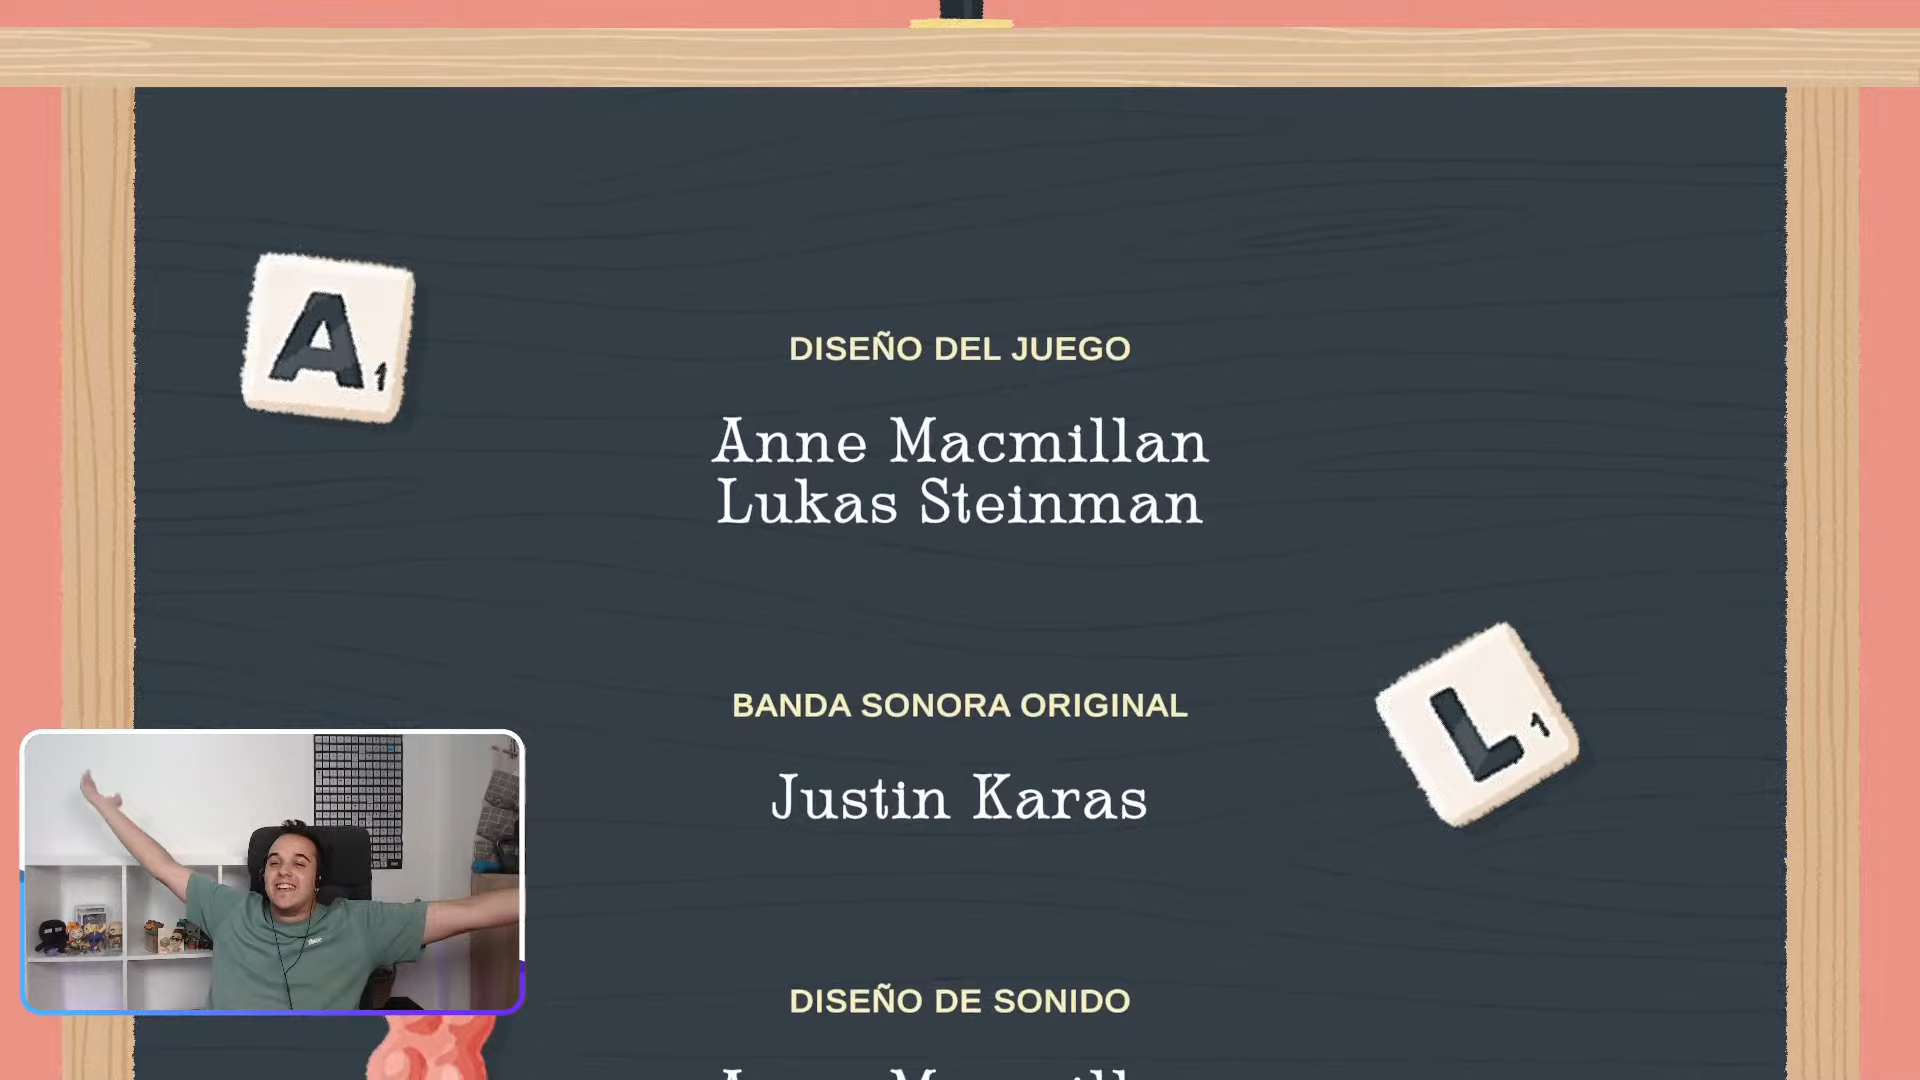 A1
DISEÑO DEL JUEGO
Anne Macmillan
Lukas Steinman
L1
BANDA SONORA ORIGINAL
Justin Karas
DISEÑO DE SONIDO